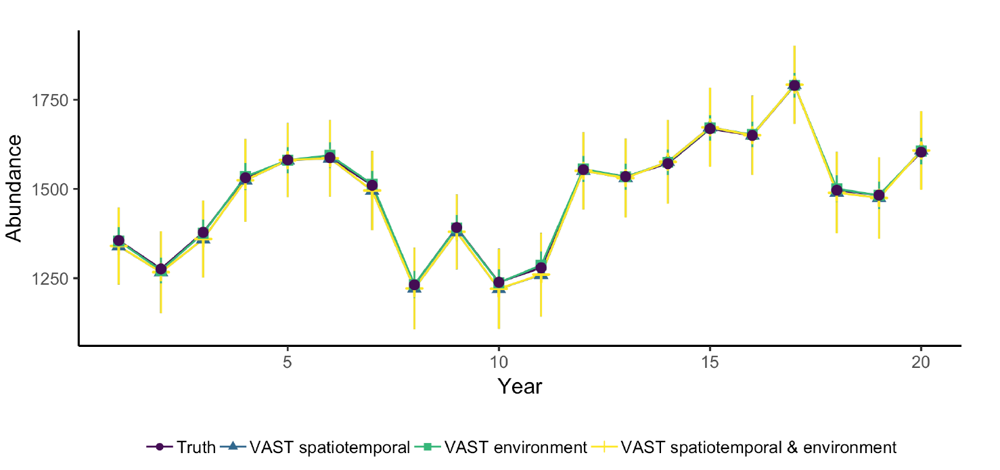 Abundance
1750
1500
1250
5 10 15 20
Year
Truth VAST spatiotemporal VAST environment VAST spatiotemporal & environment